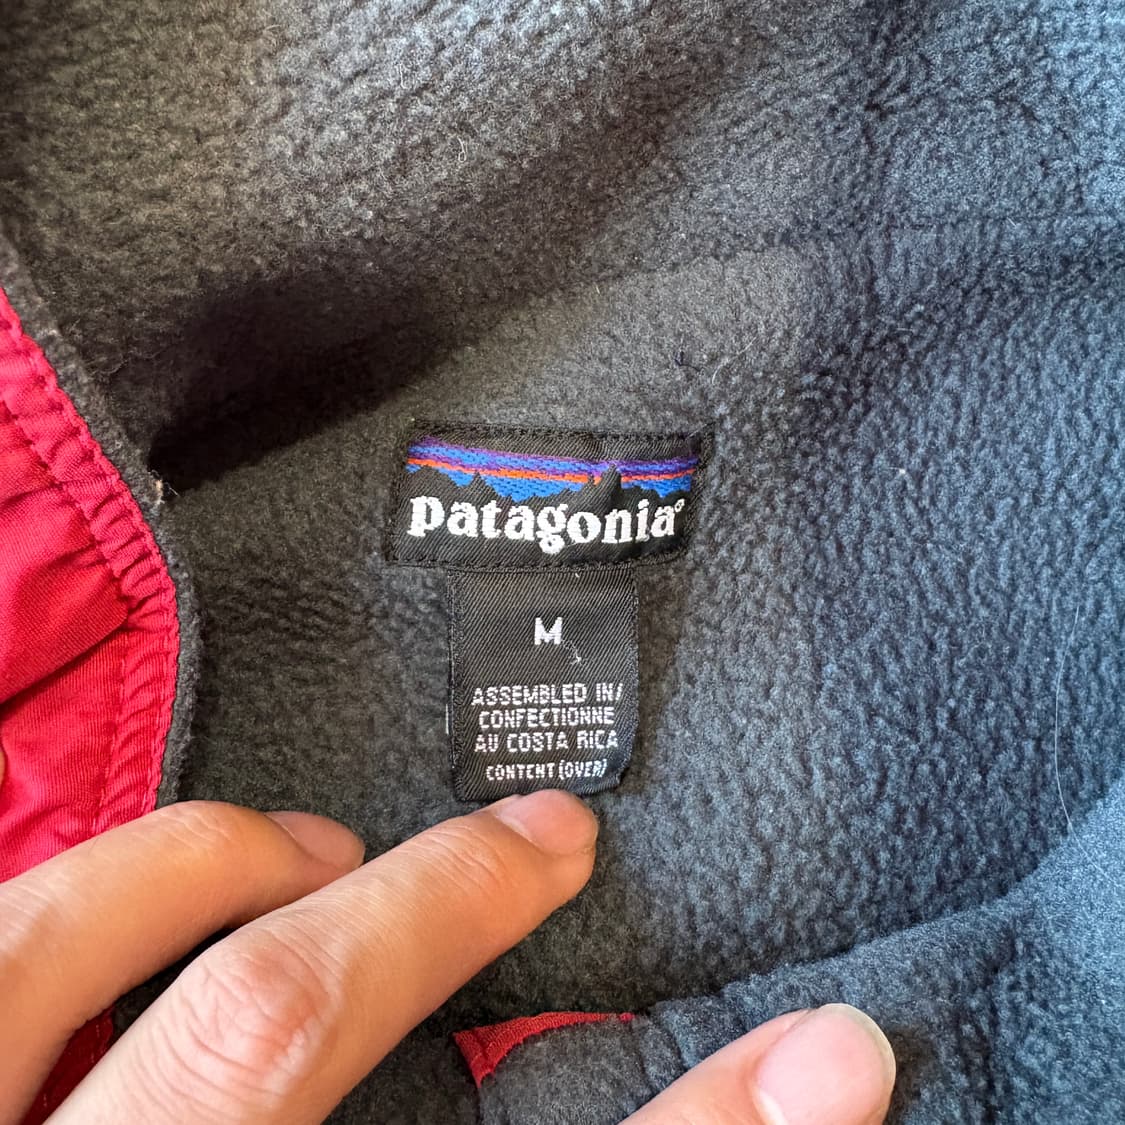 patagonia®
M
ASSEMBLED IN/
CONFECTIONNE
AU COSTA RICA
CONTENT (OVER)